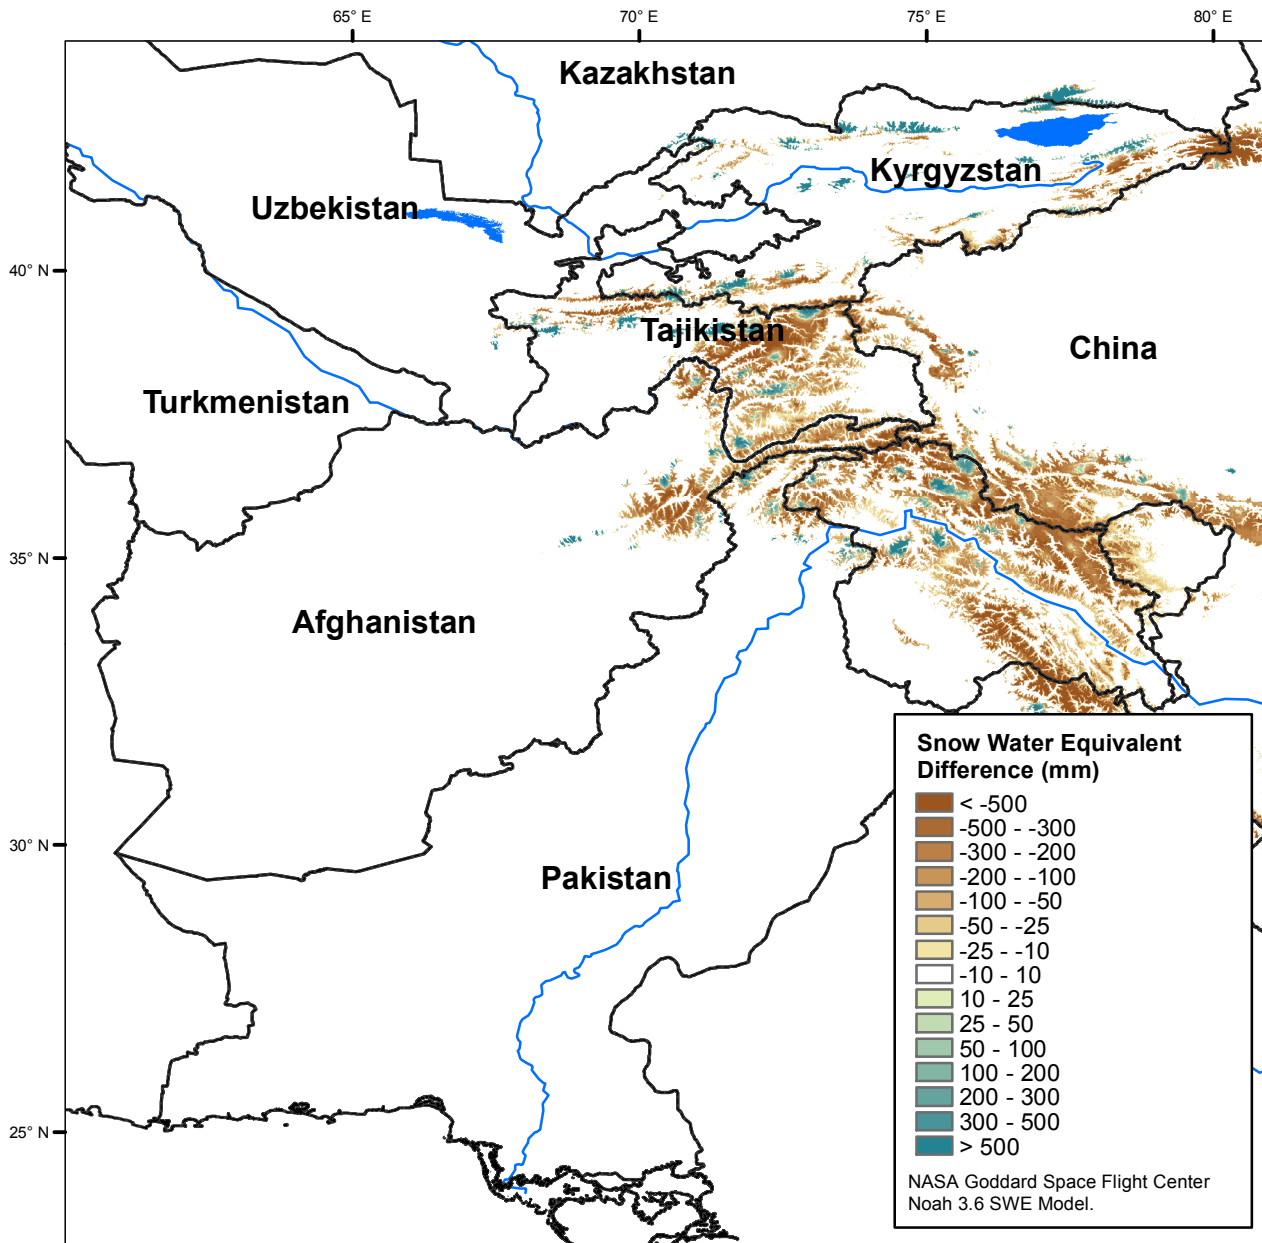 65° E
70° E
75° E
80° E
Kazakhstan
Kyrgyzstan
Uzbekistan
40° N
Tajikistan
China
Turkmenistan
35° N
Afghanistan
30° N
Pakistan
25° N
Snow Water Equivalent
Difference (mm)
< -500
-500 - -300
-300 - -200
-200 - -100
-100 - -50
-50 - -25
-25 - -10
-10 - 10
10 - 25
25 - 50
50 - 100
100 - 200
200 - 300
300 - 500
> 500
NASA Goddard Space Flight Center
Noah 3.6 SWE Model.